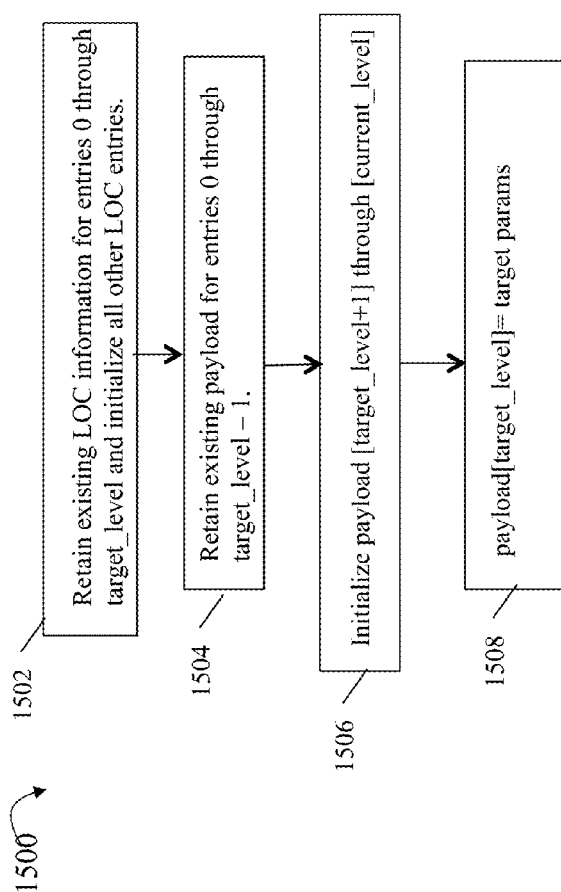 1500
1502
Retain existing LOC information for entries 0 through
target_level and initialize all other LOC entries.
1504
Retain existing payload for entries 0 through
target_level – 1.
1506
Initialize payload [target_level+1] through [current_level]
1508
payload[target_level]= target params